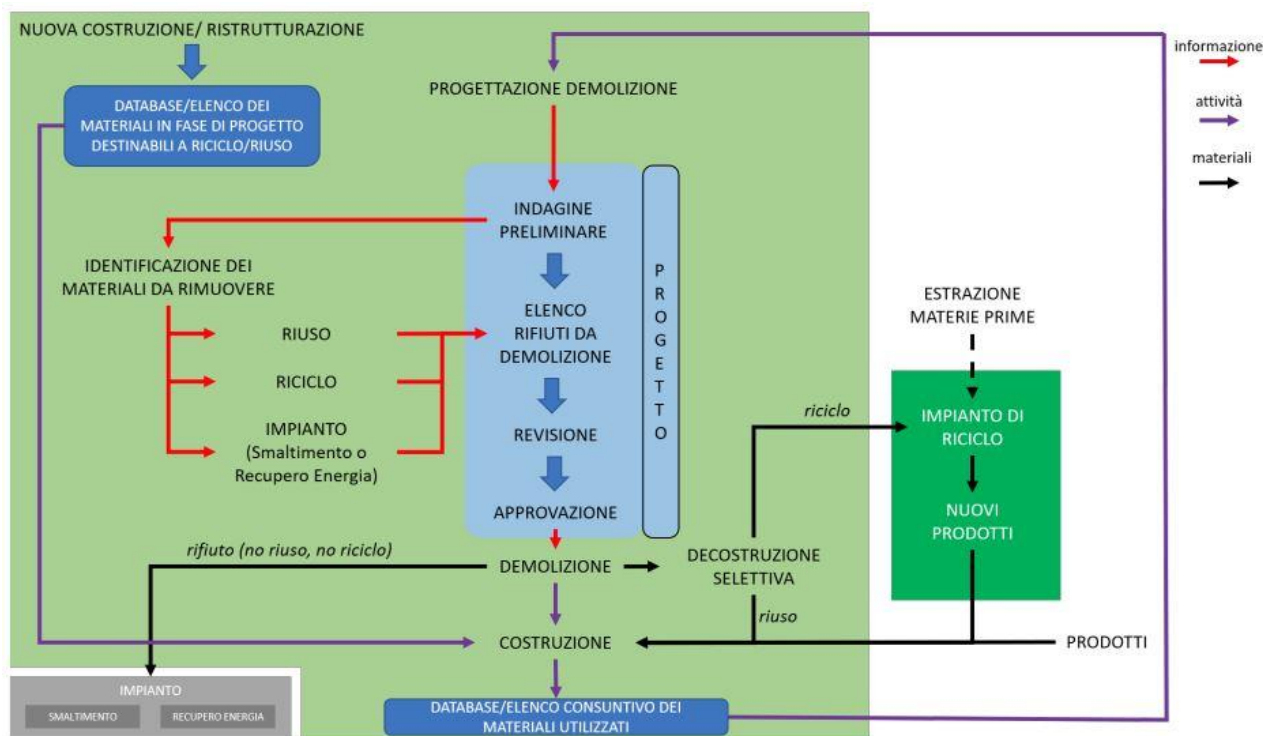 NUOVA COSTRUZIONE/ RISTRUTTURAZIONE
DATABASE/ELENCO DEI
MATERIALI IN FASE DI PROGETTO
DESTINABILI A RICICLO/RIUSO
PROGETTAZIONE DEMOLIZIONE
informazione
attività
materiali
INDAGINE
PRELIMINARE
IDENTIFICAZIONE DEI
MATERIALI DA RIMUOVERE
RIUSO
RICICLO
IMPIANTO
(Smaltimento o
Recupero Energia)
ELENCO
RIFIUTI DA
DEMOLIZIONE
REVISIONE
APPROVAZIONE
PROGETTO
ESTRAZIONE
MATERIE PRIME
riciclo
IMPIANTO DI
RICICLO
NUOVI
PRODOTTI
rifiuto (no riuso, no riciclo)
DEMOLIZIONE
DECOSTRUZIONE
SELETTIVA
riuso
COSTRUZIONE
PRODOTTI
IMPIANTO
SMALTIMENTO
RECUPERO ENERGIA
DATABASE/ELENCO CONSUNTIVO DEI
MATERIALI UTILIZZATI